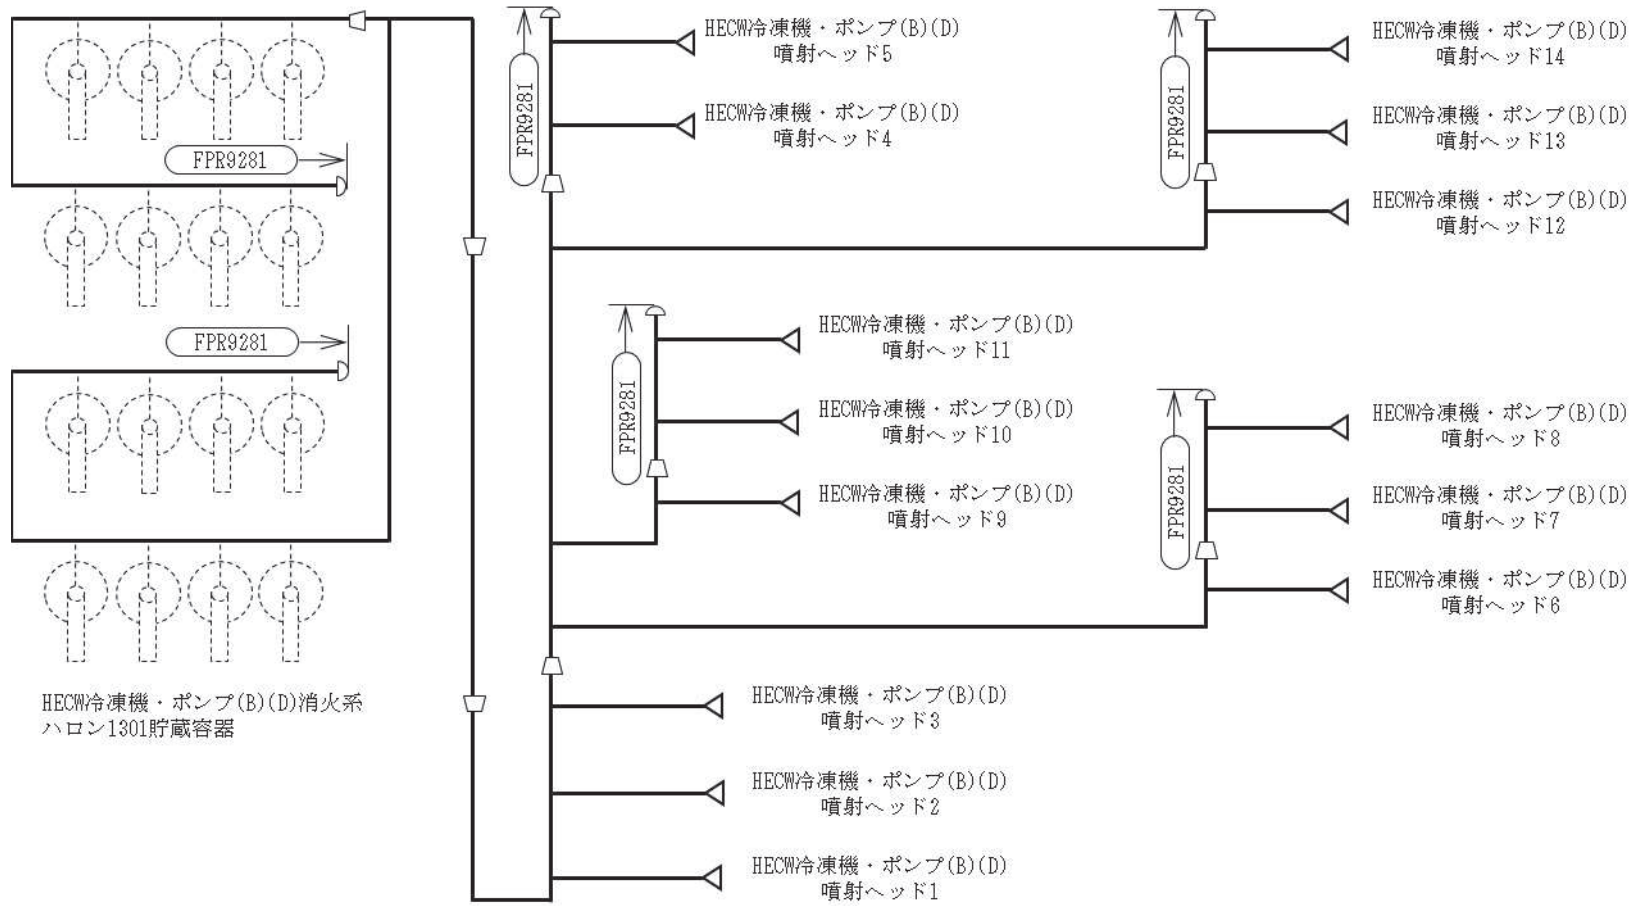 FPR9281
FPR9281
HECW冷凍機・ポンプ(B)(D)消火系
ハロン1301貯蔵容器
FPR9281
HECW冷凍機・ポンプ(B)(D)
噴射ヘッド5
HECW冷凍機・ポンプ(B)(D)
噴射ヘッド4
FPR9281
HECW冷凍機・ポンプ(B)(D)
噴射ヘッド14
HECW冷凍機・ポンプ(B)(D)
噴射ヘッド13
HECW冷凍機・ポンプ(B)(D)
噴射ヘッド12
FPR9281
HECW冷凍機・ポンプ(B)(D)
噴射ヘッド11
HECW冷凍機・ポンプ(B)(D)
噴射ヘッド10
HECW冷凍機・ポンプ(B)(D)
噴射ヘッド9
FPR9281
HECW冷凍機・ポンプ(B)(D)
噴射ヘッド8
HECW冷凍機・ポンプ(B)(D)
噴射ヘッド7
HECW冷凍機・ポンプ(B)(D)
噴射ヘッド6
HECW冷凍機・ポンプ(B)(D)
噴射ヘッド3
HECW冷凍機・ポンプ(B)(D)
噴射ヘッド2
HECW冷凍機・ポンプ(B)(D)
噴射ヘッド1